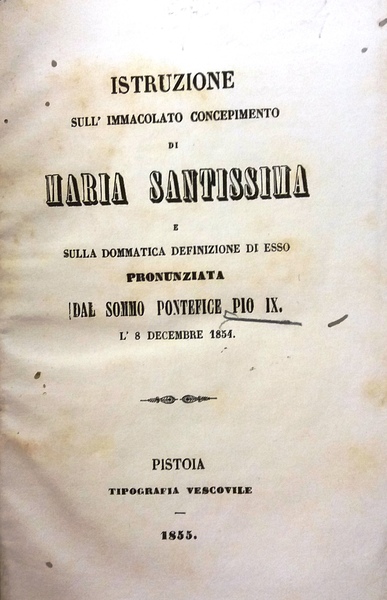 ISTRUZIONE
SULL' IMMACOLATO CONCEPIMENTO
DI
MARIA SANTISSIMA
E
SULLA DOMMATICA DEFINIZIONE DI ESSO
PRONUNZIATA
DAL SOMMO PONTEFICE PIO IX.
L' 8 DECEMBRE 1854.
PISTOIA
TIPOGRAFIA VESCOVILE
—
1855.